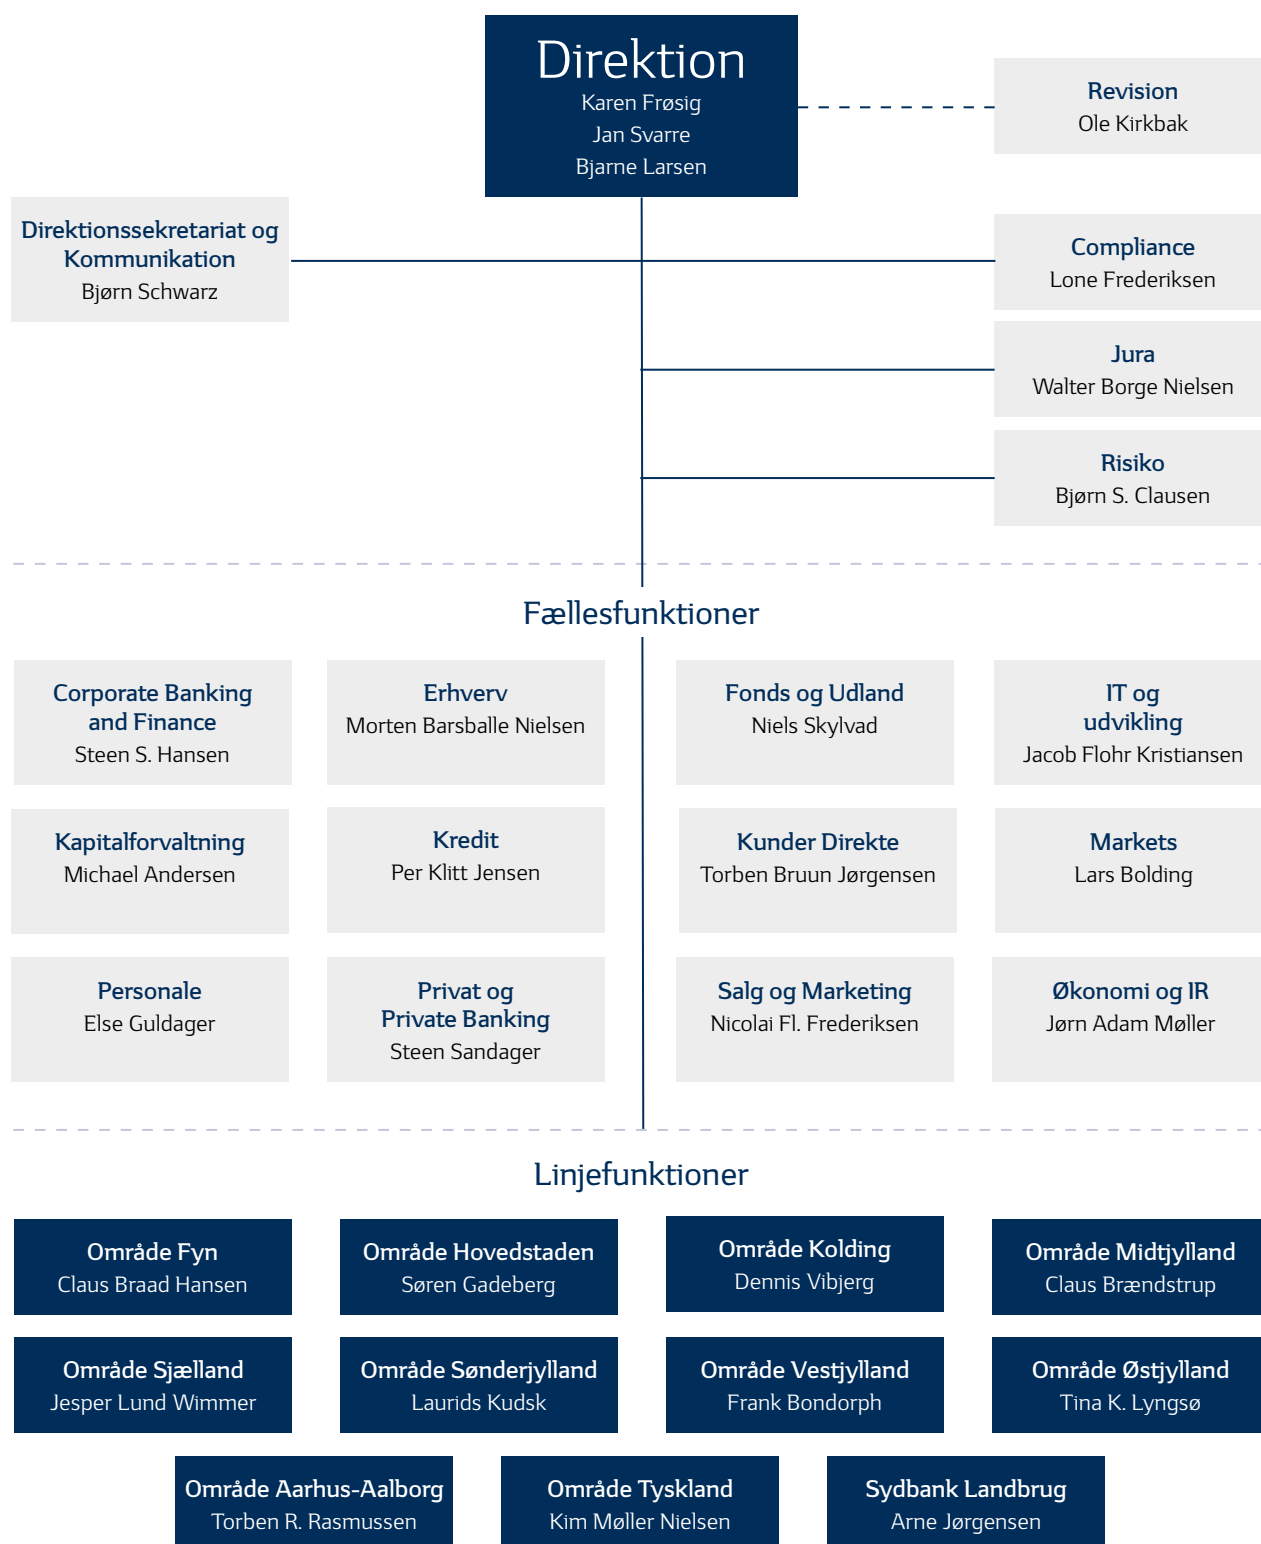 Direktion
Karen Frøsig
Jan Svarre
Bjarne Larsen
Revision
Ole Kirkbak
Direktionssekretariat og
Kommunikation
Bjørn Schwarz
Compliance
Lone Frederiksen
Jura
Walter Borge Nielsen
Risiko
Bjørn S. Clausen
Fællesfunktioner
Corporate Banking
and Finance
Steen S. Hansen
Erhverv
Morten Barsballe Nielsen
Fonds og Udland
Niels Skylvad
IT og
udvikling
Jacob Flohr Kristiansen
Kapitalforvaltning
Michael Andersen
Kredit
Per Klitt Jensen
Kunder Direkte
Torben Bruun Jørgensen
Markets
Lars Bolding
Personale
Else Guldager
Privat og
Private Banking
Steen Sandager
Salg og Marketing
Nicolai Fl. Frederiksen
Økonomi og IR
Jørn Adam Møller
Linjefunktioner
Område Fyn
Claus Braad Hansen
Område Hovedstaden
Søren Gadeberg
Område Kolding
Dennis Vibjerg
Område Midtjylland
Claus Brændstrup
Område Sjælland
Jesper Lund Wimmer
Område Sønderjylland
Laurids Kudsk
Område Vestjylland
Frank Bondorph
Område Østjylland
Tina K. Lyngsø
Område Aarhus-Aalborg
Torben R. Rasmussen
Område Tyskland
Kim Møller Nielsen
Sydbank Landbrug
Arne Jørgensen